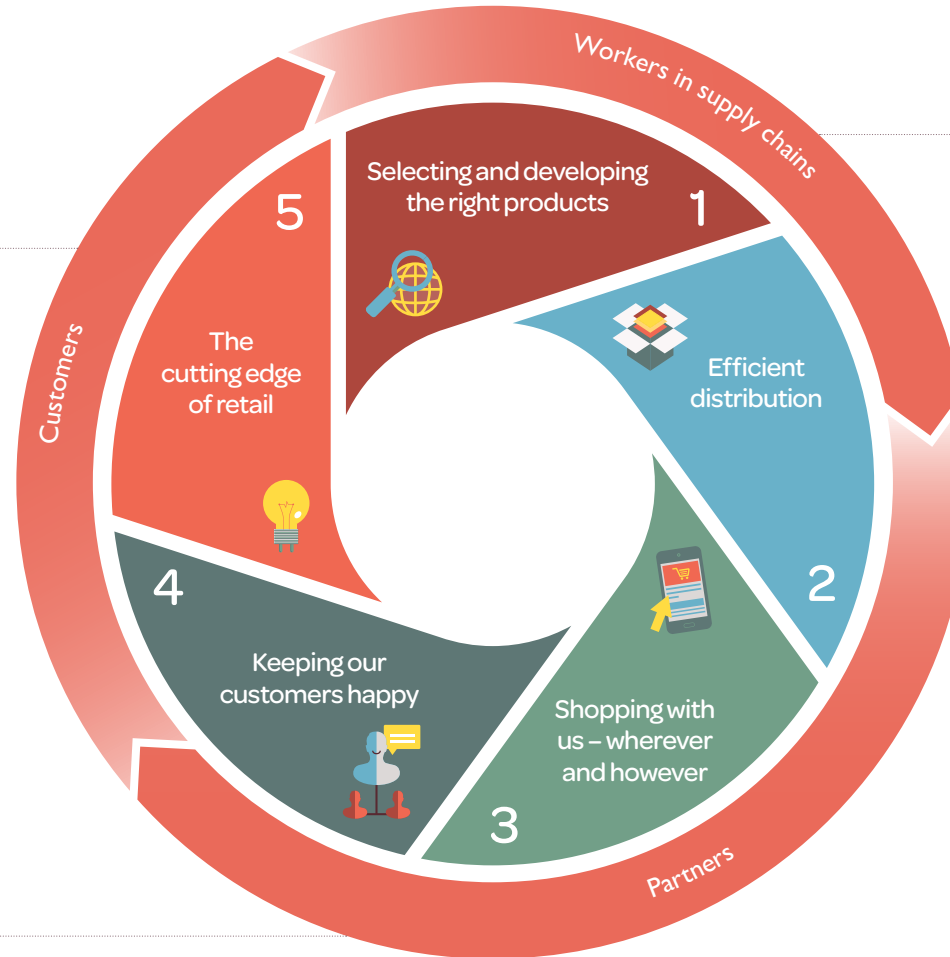 Workers in supply chains
Selecting and developing
the right products
1
Efficient
distribution
2
Shopping with
us – wherever
and however
3
Partners
Keeping our
customers happy
4
The
cutting edge
of retail
5
Customers